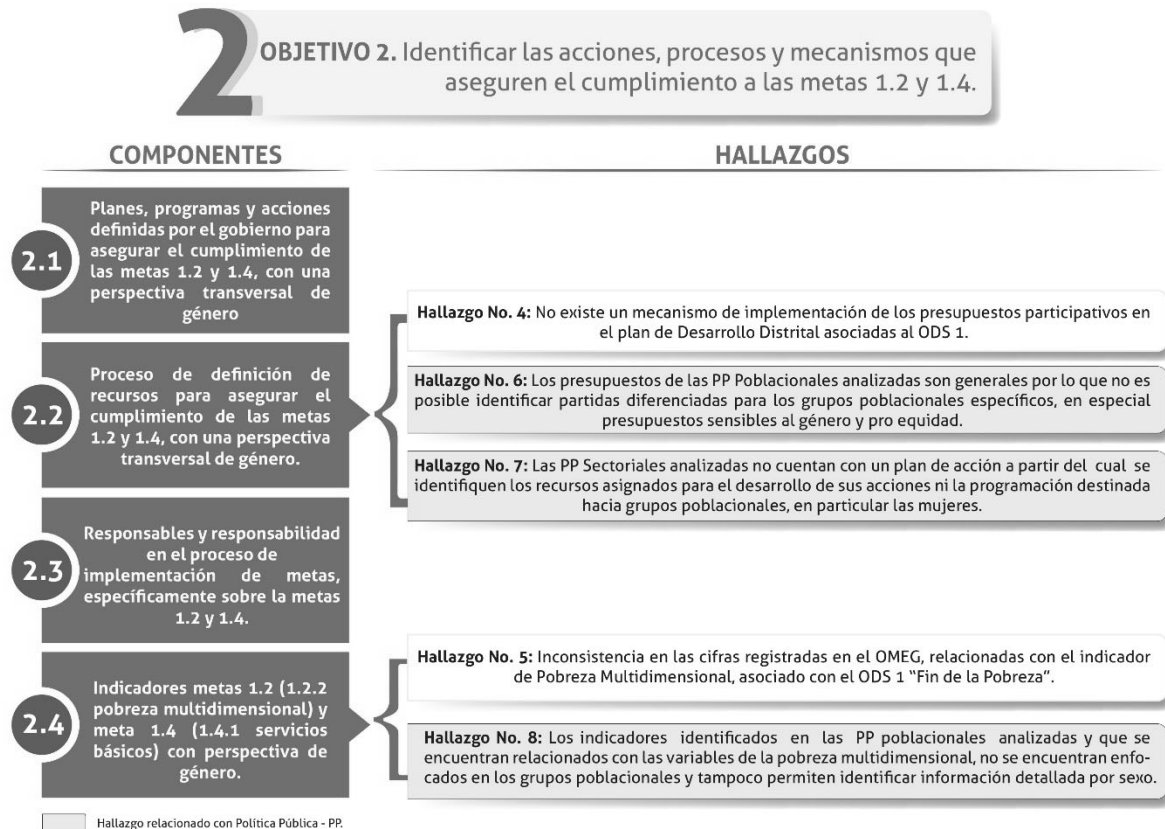 2
OBJETIVO 2. Identificar las acciones, procesos y mecanismos que
aseguren el cumplimiento a las metas 1.2 y 1.4.
COMPONENTES
HALLAZGOS
2.1
Planes, programas y acciones
definidas por el gobierno para
asegurar el cumplimiento de
las metas 1.2 y 1.4, con una
perspectiva transversal de
género
2.2
Proceso de definición de
recursos para asegurar el
cumplimiento de las metas
1.2 y 1.4, con una perspectiva
transversal de género.
Hallazgo No. 4: No existe un mecanismo de implementación de los presupuestos participativos en
el plan de Desarrollo Distrital asociadas al ODS 1.
Hallazgo No. 6: Los presupuestos de las PP Poblacionales analizadas son generales por lo que no es
posible identificar partidas diferenciadas para los grupos poblacionales específicos, en especial
presupuestos sensibles al género y pro equidad.
Hallazgo No. 7: Las PP Sectoriales analizadas no cuentan con un plan de acción a partir del cual se
identifiquen los recursos asignados para el desarrollo de sus acciones ni la programación destinada
hacia grupos poblacionales, en particular las mujeres.
2.3
Responsables y responsabilidad
en el proceso de
implementación de metas,
específicamente sobre la metas
1.2 y 1.4.
2.4
Indicadores metas 1.2 (1.2.2
pobreza multidimensional) y
meta 1.4 (1.4.1 servicios
básicos) con perspectiva de
género.
Hallazgo No. 5: Inconsistencia en las cifras registradas en el OMEG, relacionadas con el indicador
de Pobreza Multidimensional, asociado con el ODS 1 “Fin de la Pobreza”.
Hallazgo No. 8: Los indicadores identificados en las PP poblacionales analizadas y que se
encuentran relacionados con las variables de la pobreza multidimensional, no se encuentran enfo-
cados en los grupos poblacionales y tampoco permiten identificar información detallada por sexo.
Hallazgo relacionado con Política Pública - PP.